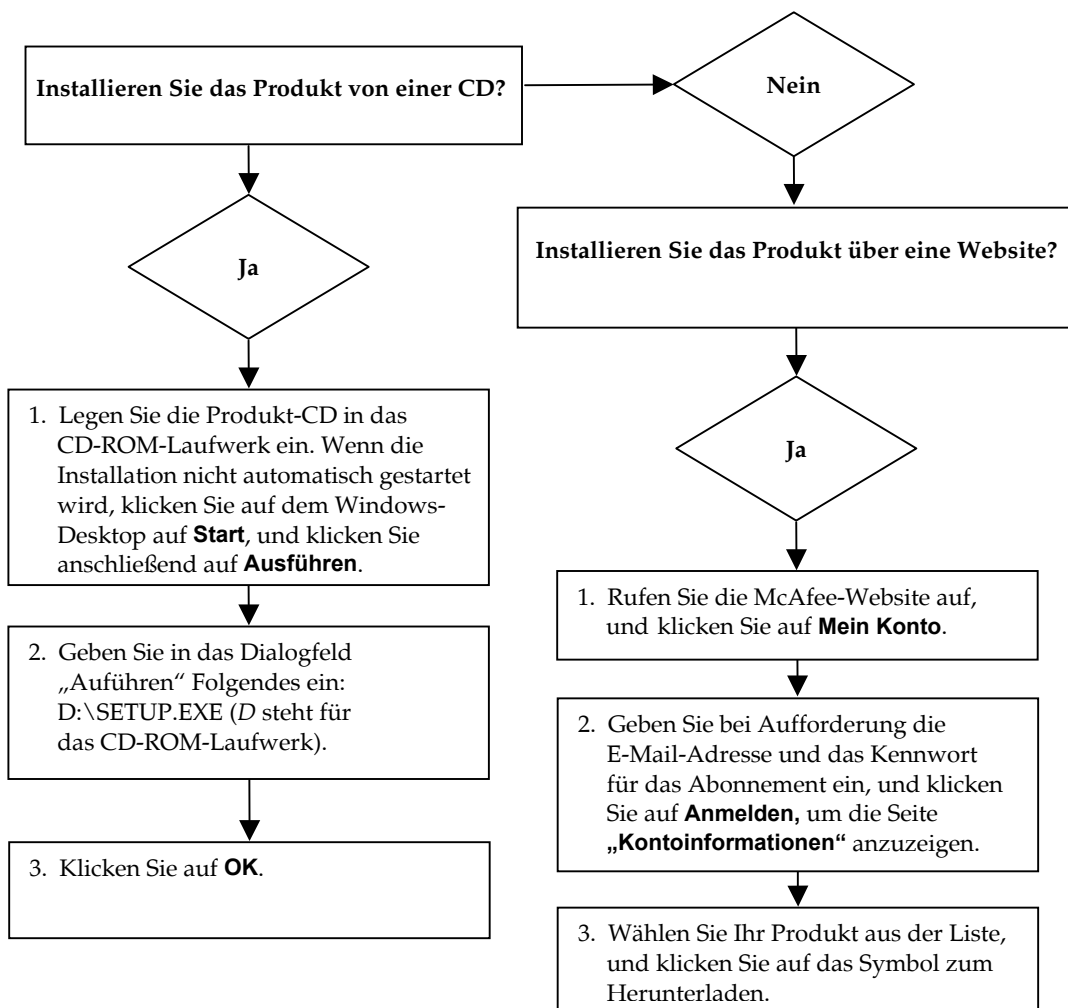 Installieren Sie das Produkt von einer CD?
Nein
Ja
Installieren Sie das Produkt über eine Website?
Ja
1. Legen Sie die Produkt-CD in das
CD-ROM-Laufwerk ein. Wenn die
Installation nicht automatisch gestartet
wird, klicken Sie auf dem Windows-
Desktop auf Start, und klicken Sie
anschließend auf Ausführen.
2. Geben Sie in das Dialogfeld
„Auführen“ Folgendes ein:
D:\SETUP.EXE (D steht für
das CD-ROM-Laufwerk).
3. Klicken Sie auf OK.
1. Rufen Sie die McAfee-Website auf,
und klicken Sie auf Mein Konto.
2. Geben Sie bei Aufforderung die
E-Mail-Adresse und das Kennwort
für das Abonnement ein, und klicken
Sie auf Anmelden, um die Seite
„Kontoinformationen“ anzuzeigen.
3. Wählen Sie Ihr Produkt aus der Liste,
und klicken Sie auf das Symbol zum
Herunterladen.